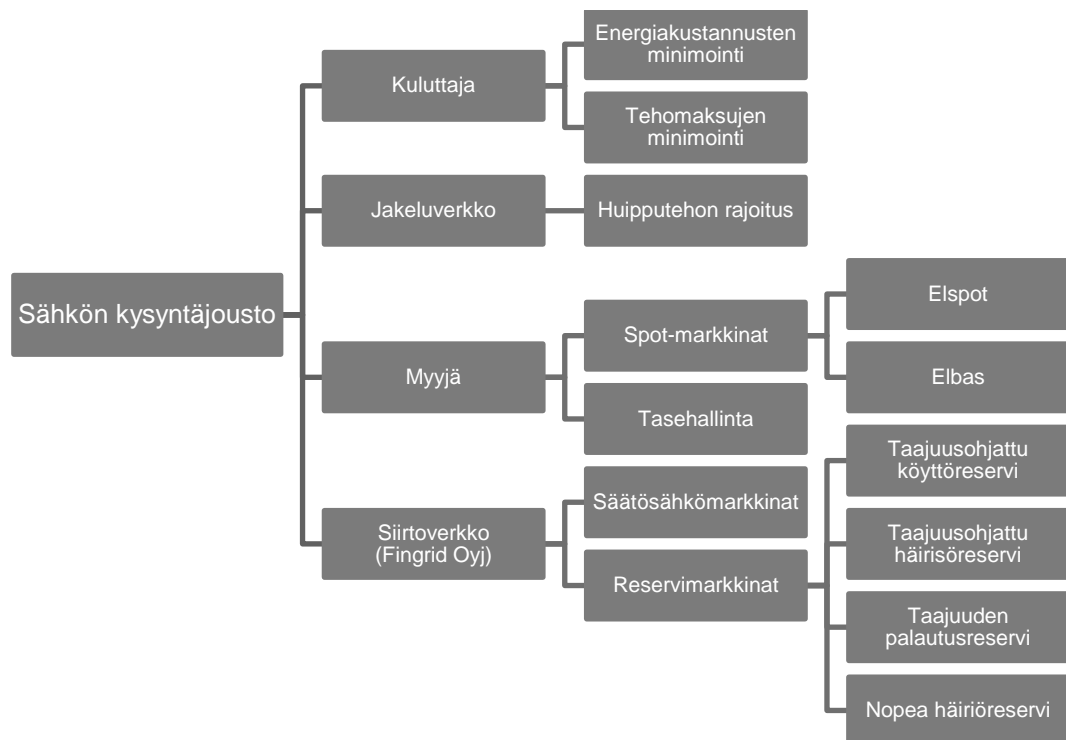 Sähkön kysyntäjousto
Kuluttaja
Energiakustannusten
minimointi
Tehomaksujen
minimointi
Jakeluverkko
Huipputehon rajoitus
Myyjä
Spot-markkinat
Elspot
Elbas
Tasehallinta
Siirtoverkko
(Fingrid Oyj)
Säätösähkömarkkinat
Reservimarkkinat
Taajuusohjattu
köyttöreservi
Taajuusohjattu
häirisöreservi
Taajuuden
palautusreservi
Nopea häiriöreservi